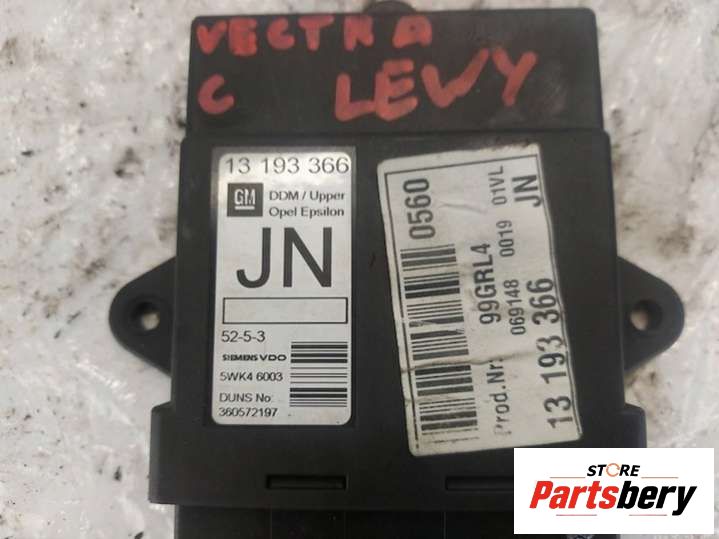 VECTRA
C LEWY
13 193 366
GM
DDM / Upper
Opel Epsilon
JN
52-5-3
SIEMENS VDO
5WK4 6003
DUNS No:
360572197
0560
99GRL4
069148 0019 01VL
Prod.Nr.
13 193 366 JN
STORE
Partsbery